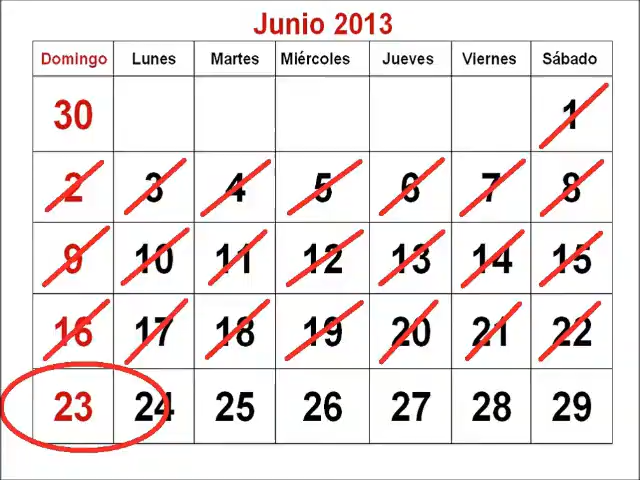 Junio 2013
Domingo Lunes Martes Miércoles Jueves Viernes Sábado
30 1
2 3 4 5 6 7 8
9 10 11 12 13 14 15
16 17 18 19 20 21 22
23 24 25 26 27 28 29